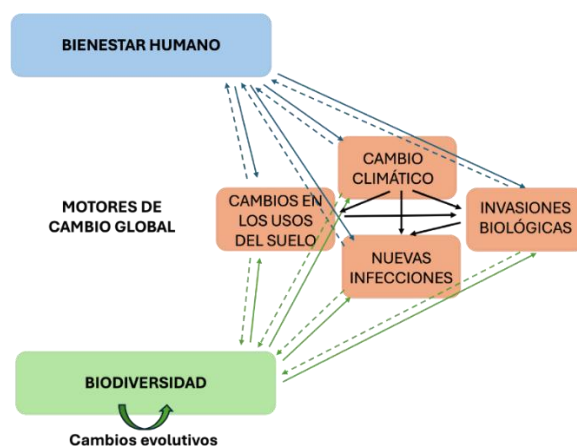 BIENESTAR HUMANO
CAMBIO
CLIMÁTICO
MOTORES DE
CAMBIO GLOBAL
CAMBIOS EN
LOS USOS
DEL SUELO
INVASIONES
BIOLÓGICAS
NUEVAS
INFECCIONES
BIODIVERSIDAD
Cambios evolutivos